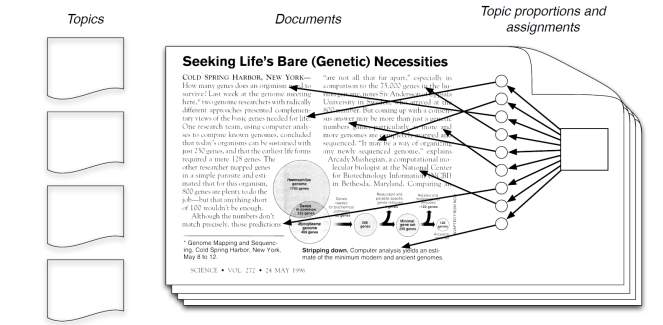 Topics
Documents
Topic proportions and
assignments
Seeking Life's Bare (Genetic) Necessities
COLD SPRING HARBOR, NEW YORK—
How many genes does an organism need to
survive? Last week at the genome meeting
here,* two genome researchers with radically
different approaches presented complemen-
tary views of the basic genes needed for life.
One research team, using computer analy-
ses to compare known genomes, concluded
that today's organisms can be sustained with
just 250 genes, and that the earliest life forms
required a mere 128 genes. The
other researcher mapped genes
in a simple parasite and esti-
mated that for this organism,
800 genes are plenty to do the
job—but that anything short
of 100 wouldn't be enough.
Although the numbers don't
match precisely, those predictions
* Genome Mapping and Sequenc-
ing, Cold Spring Harbor, New York,
May 8 to 12.
"are not all that far apart," especially in
comparison to the 75,000 genes in the hu-
notes Siv Andersson
University in Sweden, who arrived at the
800 number. But coming up with a consen-
sus answer may be more than just a genetic
numbers game, particularly as more and
more genomes are completely mapped and
sequenced. "It may be a way of organizing
any newly sequenced genome," explains
Arcady Mushegian, a computational mo-
lecular biologist at the National Center
for Biotechnology Information (NCBI)
in Bethesda, Maryland. Comparing an
Haemophilus
genome
1703 genes
Genes
in common
233 genes
Mycoplasma
genome
469 genes
Genes
needed
for biochemical
Redundant and
parasite-specific
genes removed
Minimal
gene set
250 genes
128
genes
Stripping down. Computer analysis yields an esti-
mate of the minimum modern and ancient genomes.
SCIENCE • VOL. 272 • 24 MAY 1996